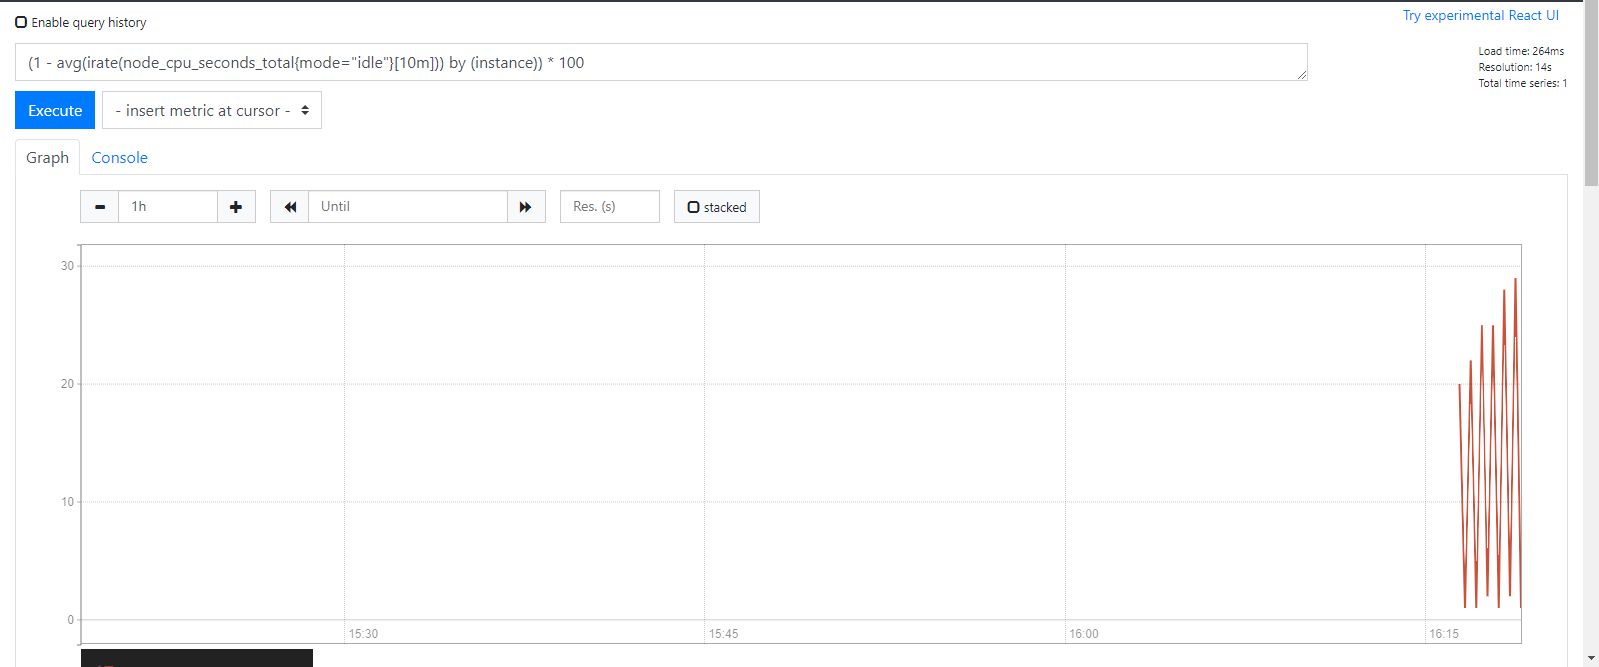 Enable query history
Try experimental React UI
(1 - avg(irate(node_cpu_seconds_total{mode="idle"}[10m])) by (instance)) * 100
Load time: 264ms
Resolution: 14s
Total time series: 1
Execute
- insert metric at cursor -
Graph
Console
1h
Until
Res. (s)
stacked
30
20
10
0
15:30
15:45
16:00
16:15